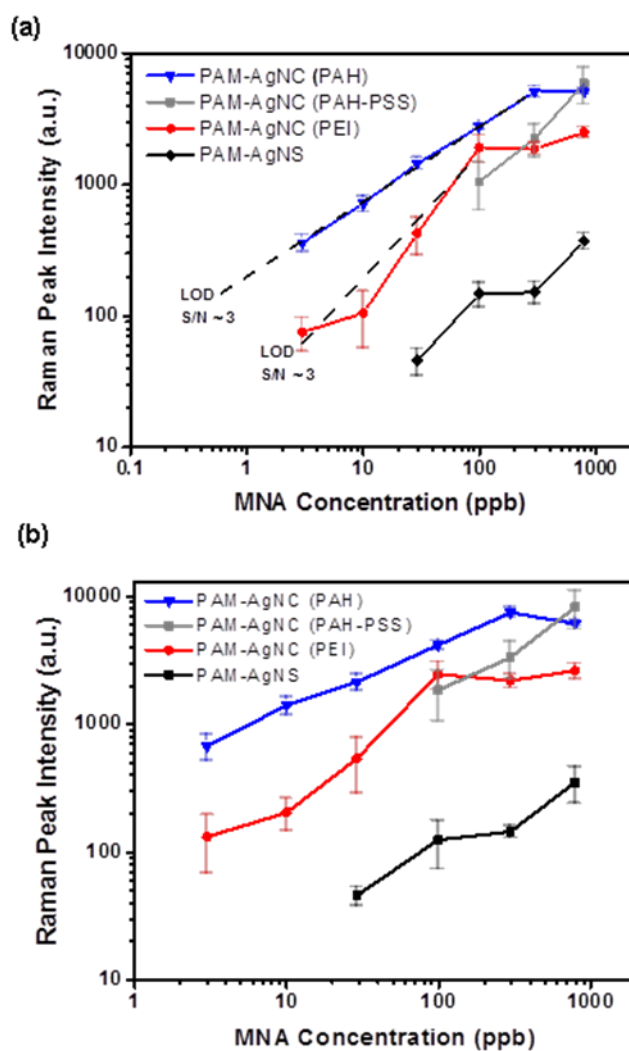 (a)
10000
1000
100
10
Raman Peak Intensity (a.u.)
PAM-AgNC (PAH)
PAM-AgNC (PAH-PSS)
PAM-AgNC (PEI)
PAM-AgNS
LOD
S/N ~3
LOD
S/N ~3
0.1
1
10
100
1000
MNA Concentration (ppb)
(b)
10000
1000
100
10
Raman Peak Intensity (a.u.)
PAM-AgNC (PAH)
PAM-AgNC (PAH-PSS)
PAM-AgNC (PEI)
PAM-AgNS
1
10
100
1000
MNA Concentration (ppb)